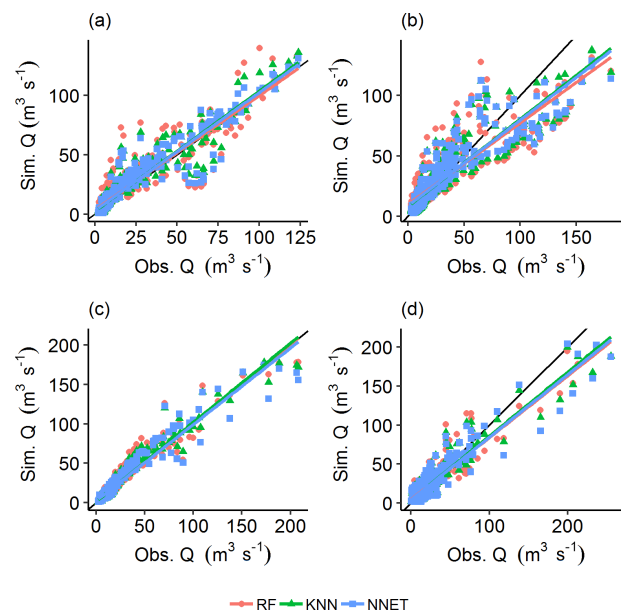 (a)
(b)
Sim. Q (m³ s⁻¹)
100
50
0
0 25 50 75 100 125
Obs. Q (m³ s⁻¹)
Sim. Q (m³ s⁻¹)
100
50
0
0 50 100 150
Obs. Q (m³ s⁻¹)
(c)
(d)
Sim. Q (m³ s⁻¹)
200
150
100
50
0
0 50 100 150 200
Obs. Q (m³ s⁻¹)
Sim. Q (m³ s⁻¹)
200
150
100
50
0
0 100 200
Obs. Q (m³ s⁻¹)
RF KNN NNET